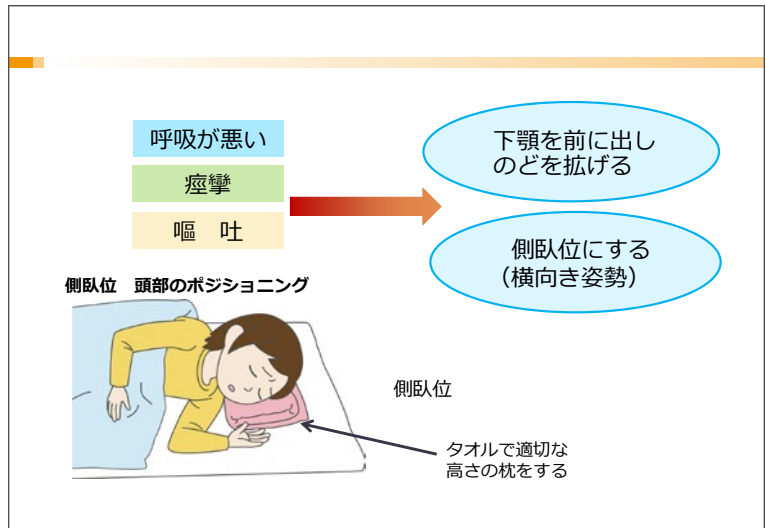 呼吸が悪い
痙攣
嘔　吐
下顎を前に出し
のどを拡げる
側臥位にする
（横向き姿勢）
側臥位　頭部のポジショニング
側臥位
タオルで適切な
高さの枕をする